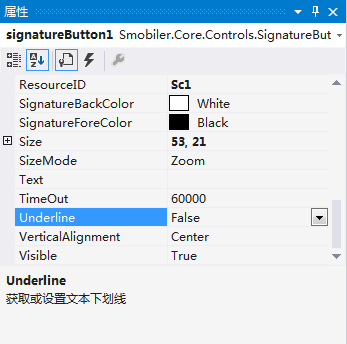 属性
signatureButton1 Smobiler.Core.Controls.SignatureBut
ResourceID Sc1
SignatureBackColor White
SignatureForeColor Black
Size 53, 21
SizeMode Zoom
Text
TimeOut 60000
Underline False
VerticalAlignment Center
Visible True
Underline
获取或设置文本下划线